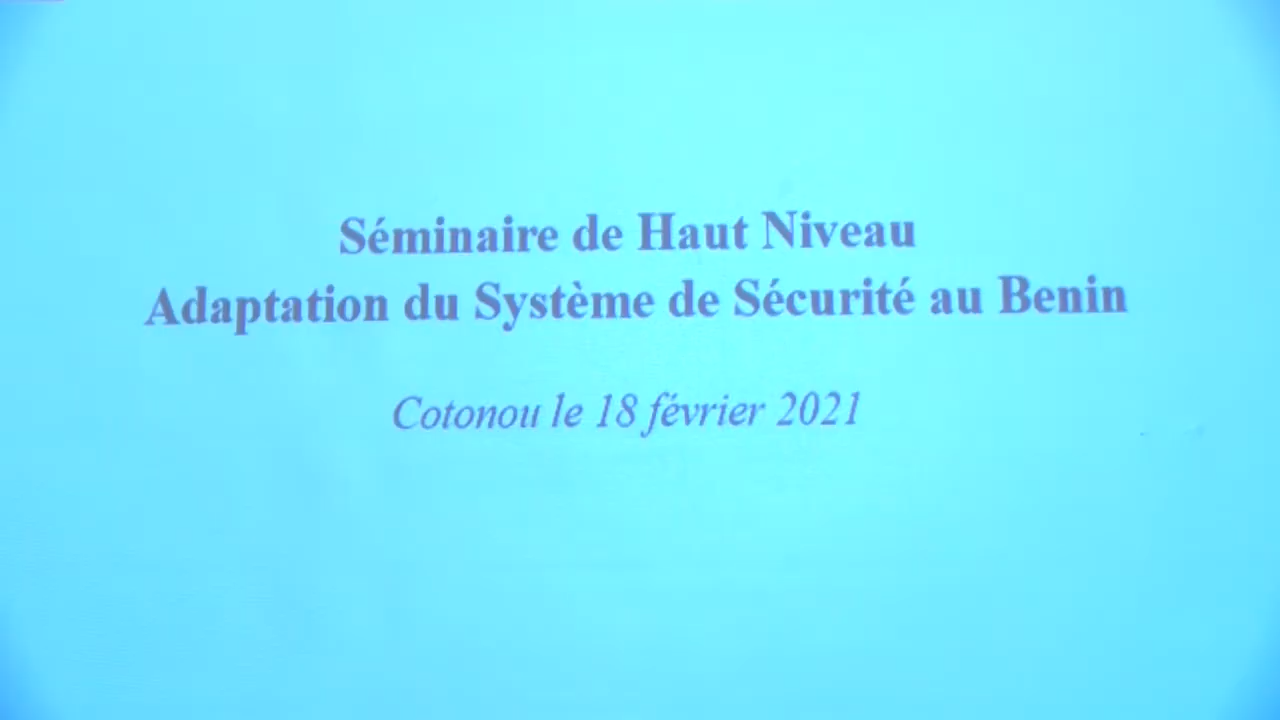 Séminaire de Haut Niveau
Adaptation du Système de Sécurité au Benin
Cotonou le 18 février 2021